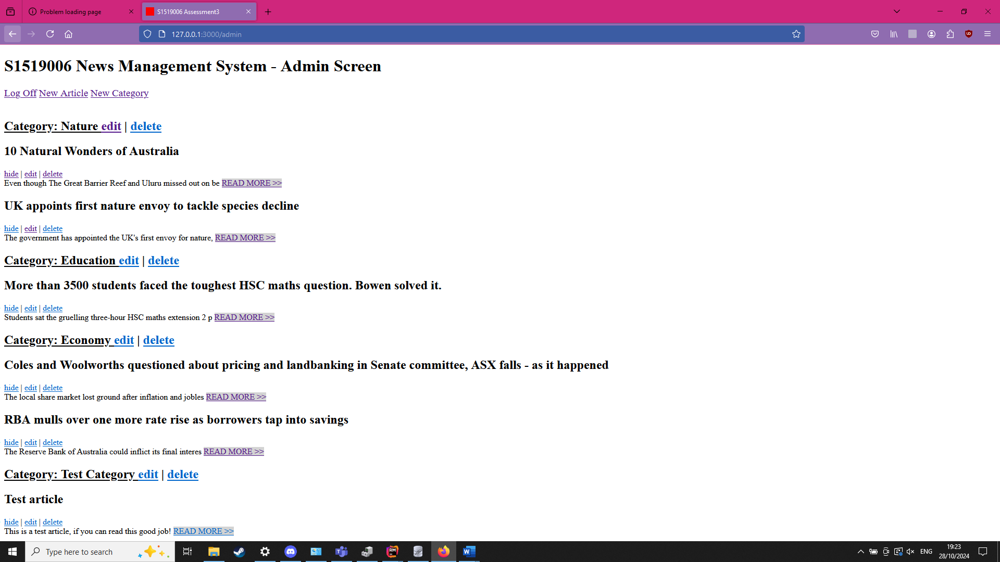 Problem loading page
S1519006 Assessment3
127.0.0.1:3000/admin
S1519006 News Management System - Admin Screen
Log Off New Article New Category
Category: Nature edit | delete
10 Natural Wonders of Australia
hide | edit | delete
Even though The Great Barrier Reef and Uluru missed out on be READ MORE >>
UK appoints first nature envoy to tackle species decline
hide | edit | delete
The government has appointed the UK's first envoy for nature, READ MORE >>
Category: Education edit | delete
More than 3500 students faced the toughest HSC maths question. Bowen solved it.
hide | edit | delete
Students sat the gruelling three-hour HSC maths extension 2 p READ MORE >>
Category: Economy edit | delete
Coles and Woolworths questioned about pricing and landbanking in Senate committee, ASX falls - as it happened
hide | edit | delete
The local share market lost ground after inflation and jobles READ MORE >>
RBA mulls over one more rate rise as borrowers tap into savings
hide | edit | delete
The Reserve Bank of Australia could inflict its final interes READ MORE >>
Category: Test Category edit | delete
Test article
hide | edit | delete
This is a test article, if you can read this good job! READ MORE >>
Type here to search
ENG
19:23
28/10/2024